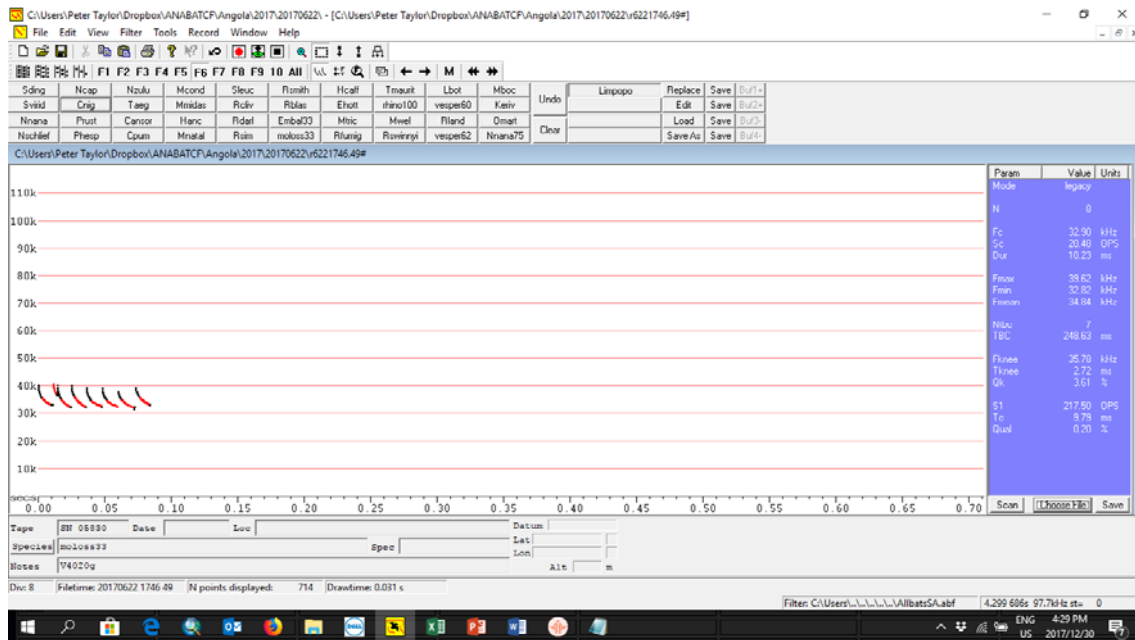 C:\Users\Peter Taylor\Dropbox\ANABATCF\Angola\2017\20170622\ - [C:\Users\Peter Taylor\Dropbox\ANABATCF\Angola\2017\20170622\r6221746.49#]
File Edit View Filter Tools Record Window Help
F1 F2 F3 F4 F5 F6 F7 F8 F9 10 All M
Sding Ncap Nzulu Mcond Sleuc Rsmith Hcaff Tmaurit Lbot Mboc Undo Limpopo Replace Save Buf1-
Svirid Cnig Taeg Mmidas Rcliv Rblas Ehott rhino100 vesper60 Keriv Edit Save Buf2-
Nnana Prust Cansor Hanc Rdarl Embal33 Mtric Mwel Rland Omart Clear Load Save Buf3-
Nschlief Phesp Cpum Mnatal Rsim moloss33 Rfumig Rswinnyi vesper62 Nnana75 Save As Save Buf4-
C:\Users\Peter Taylor\Dropbox\ANABATCF\Angola\2017\20170622\r6221746.49#
Param Value Units
Mode legacy
N 8
Fc 32.90 kHz
Sc 20.48 OPS
Dur 10.23 ms
Fmax 39.62 kHz
Fmin 32.82 kHz
Fmean 34.84 kHz
7
TBC 248.63 ms
Fknee 35.70 kHz
Tknee 2.72 ms
Qk 3.61 %
S1 217.50 OPS
Tc 9.79 ms
Qual 0.20 %
110k
100k
90k
80k
70k
60k
50k
40k
30k
20k
10k
secs
0.00 0.05 0.10 0.15 0.20 0.25 0.30 0.35 0.40 0.45 0.50 0.55 0.60 0.65 0.70
Scan Choose File Save
Tape SN 05830 Date Loc Datum
Species moloss33 Spec Lat
Lon
Notes V4020g Alt m
Div: 8 Filetime: 20170622 1746 49 N points displayed: 714 Drawtime: 0.031 s
Filter: C:\Users\..\..\..\..\..\AllbatsSA.abf 4.299 686s 97.7kHz st= 0
ENG 4:29 PM
US 2017/12/30